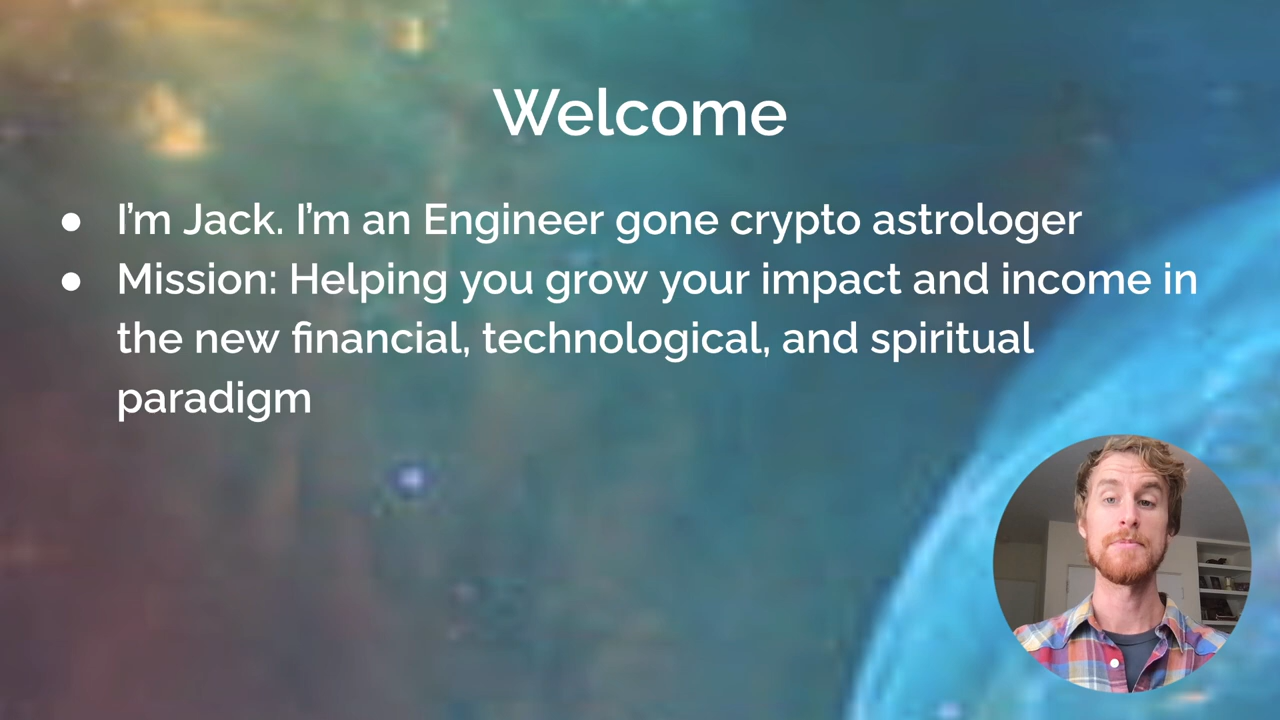 Welcome
● I’m Jack. I’m an Engineer gone crypto astrologer
● Mission: Helping you grow your impact and income in
the new financial, technological, and spiritual
paradigm